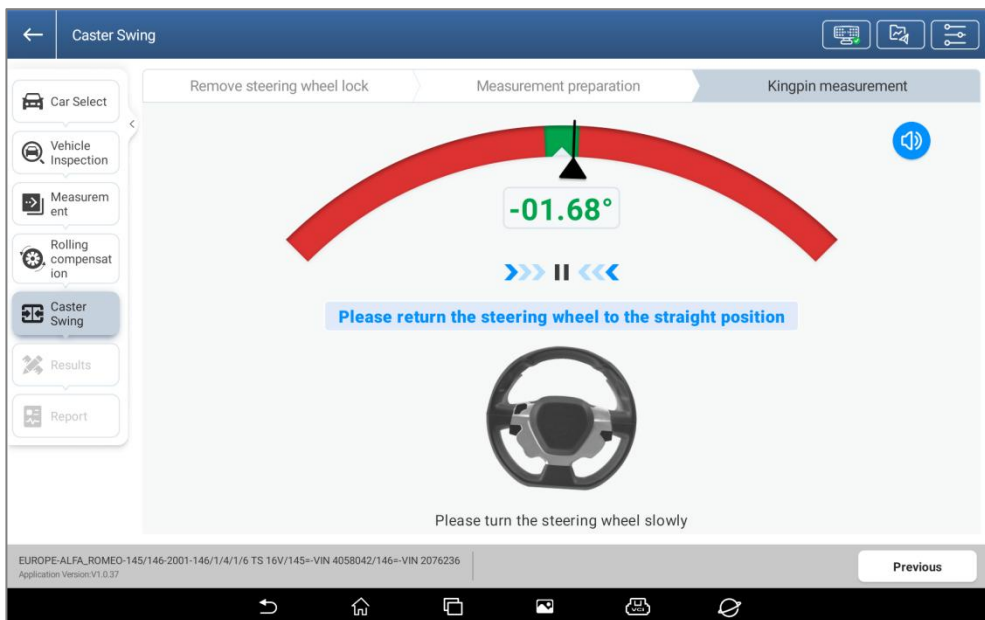 Caster Swing
Remove steering wheel lock
Measurement preparation
Kingpin measurement
Car Select
Vehicle
Inspection
Measurem
ent
Rolling
compensat
ion
Caster
Swing
Results
Report
-01.68°
Please return the steering wheel to the straight position
Please turn the steering wheel slowly
EUROPE-ALFA_ROMEO-145/146-2001-146/1/4/1/6 TS 16V/145=-VIN 4058042/146=-VIN 2076236
Application Version:V1.0.37
Previous
VCI